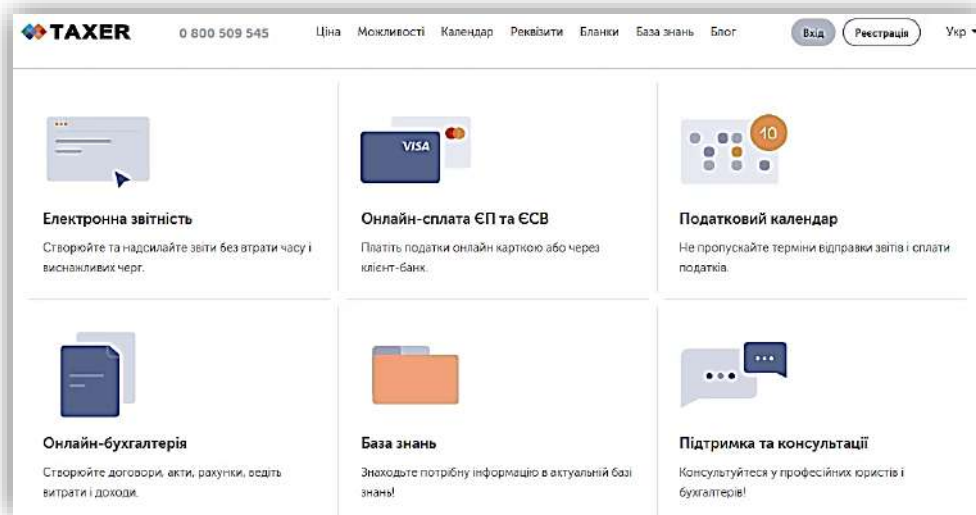 TAXER 0 800 509 545 Ціна Можливості Календар Реквізити Бланки База знань Блог Вхід Реєстрація Укр
VISA
10
Електронна звітність
Створюйте та надсилайте звіти без втрати часу і
виснажливих черг.
Онлайн-сплата ЄП та ЄСВ
Платіть податки онлайн карткою або через
клієнт-банк.
Податковий календар
Не пропускайте терміни відправки звітів і сплати
податків.
Онлайн-бухгалтерія
Створюйте договори, акти, рахунки, ведіть
витрати і доходи.
База знань
Знаходьте потрібну інформацію в актуальній базі
знань!
Підтримка та консультації
Консультуйтеся у професійних юристів і
бухгалтерів!